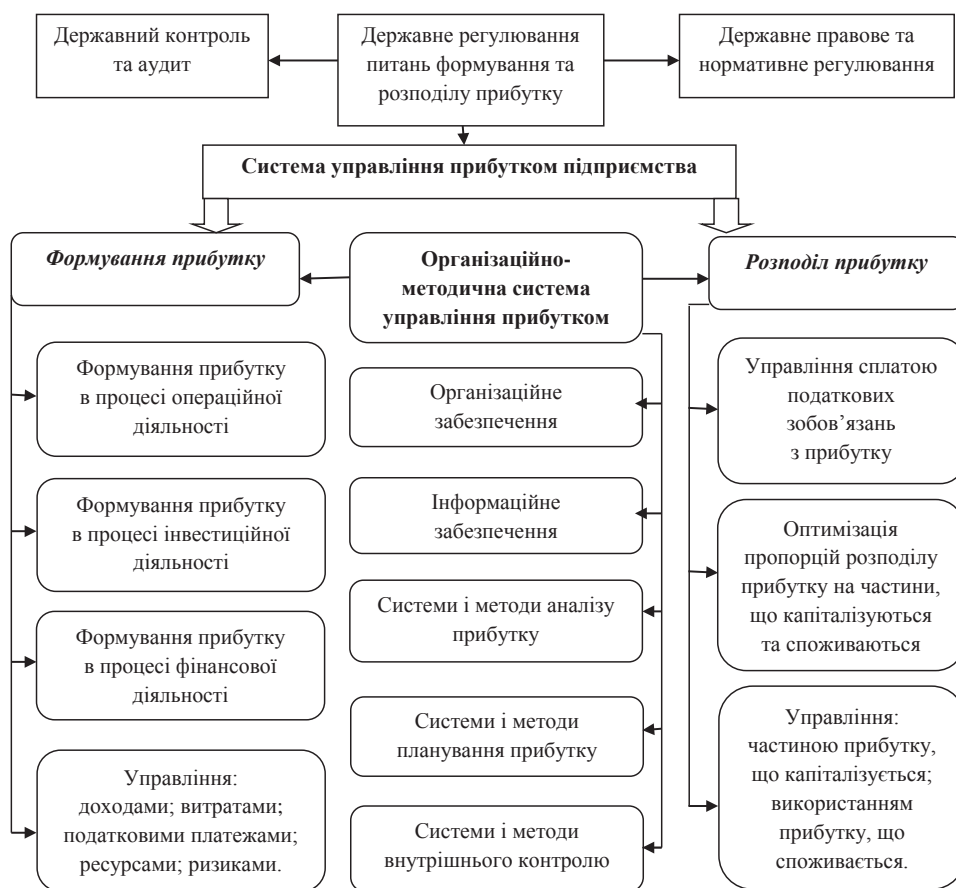 Державний контроль
та аудит
Державне регулювання
питань формування та
розподілу прибутку
Державне правове та
нормативне регулювання
Система управління прибутком підприємства
Формування прибутку
Організаційно-
методична система
управління прибутком
Розподіл прибутку
Формування прибутку
в процесі операційної
діяльності
Формування прибутку
в процесі інвестиційної
діяльності
Формування прибутку
в процесі фінансової
діяльності
Управління:
доходами; витратами;
податковими платежами;
ресурсами; ризиками.
Організаційне
забезпечення
Інформаційне
забезпечення
Системи і методи аналізу
прибутку
Системи і методи
планування прибутку
Системи і методи
внутрішнього контролю
Управління сплатою
податкових
зобов’язань
з прибутку
Оптимізація
пропорцій розподілу
прибутку на частини,
що капіталізуються
та споживаються
Управління:
частиною прибутку,
що капіталізується;
використанням
прибутку, що
споживається.